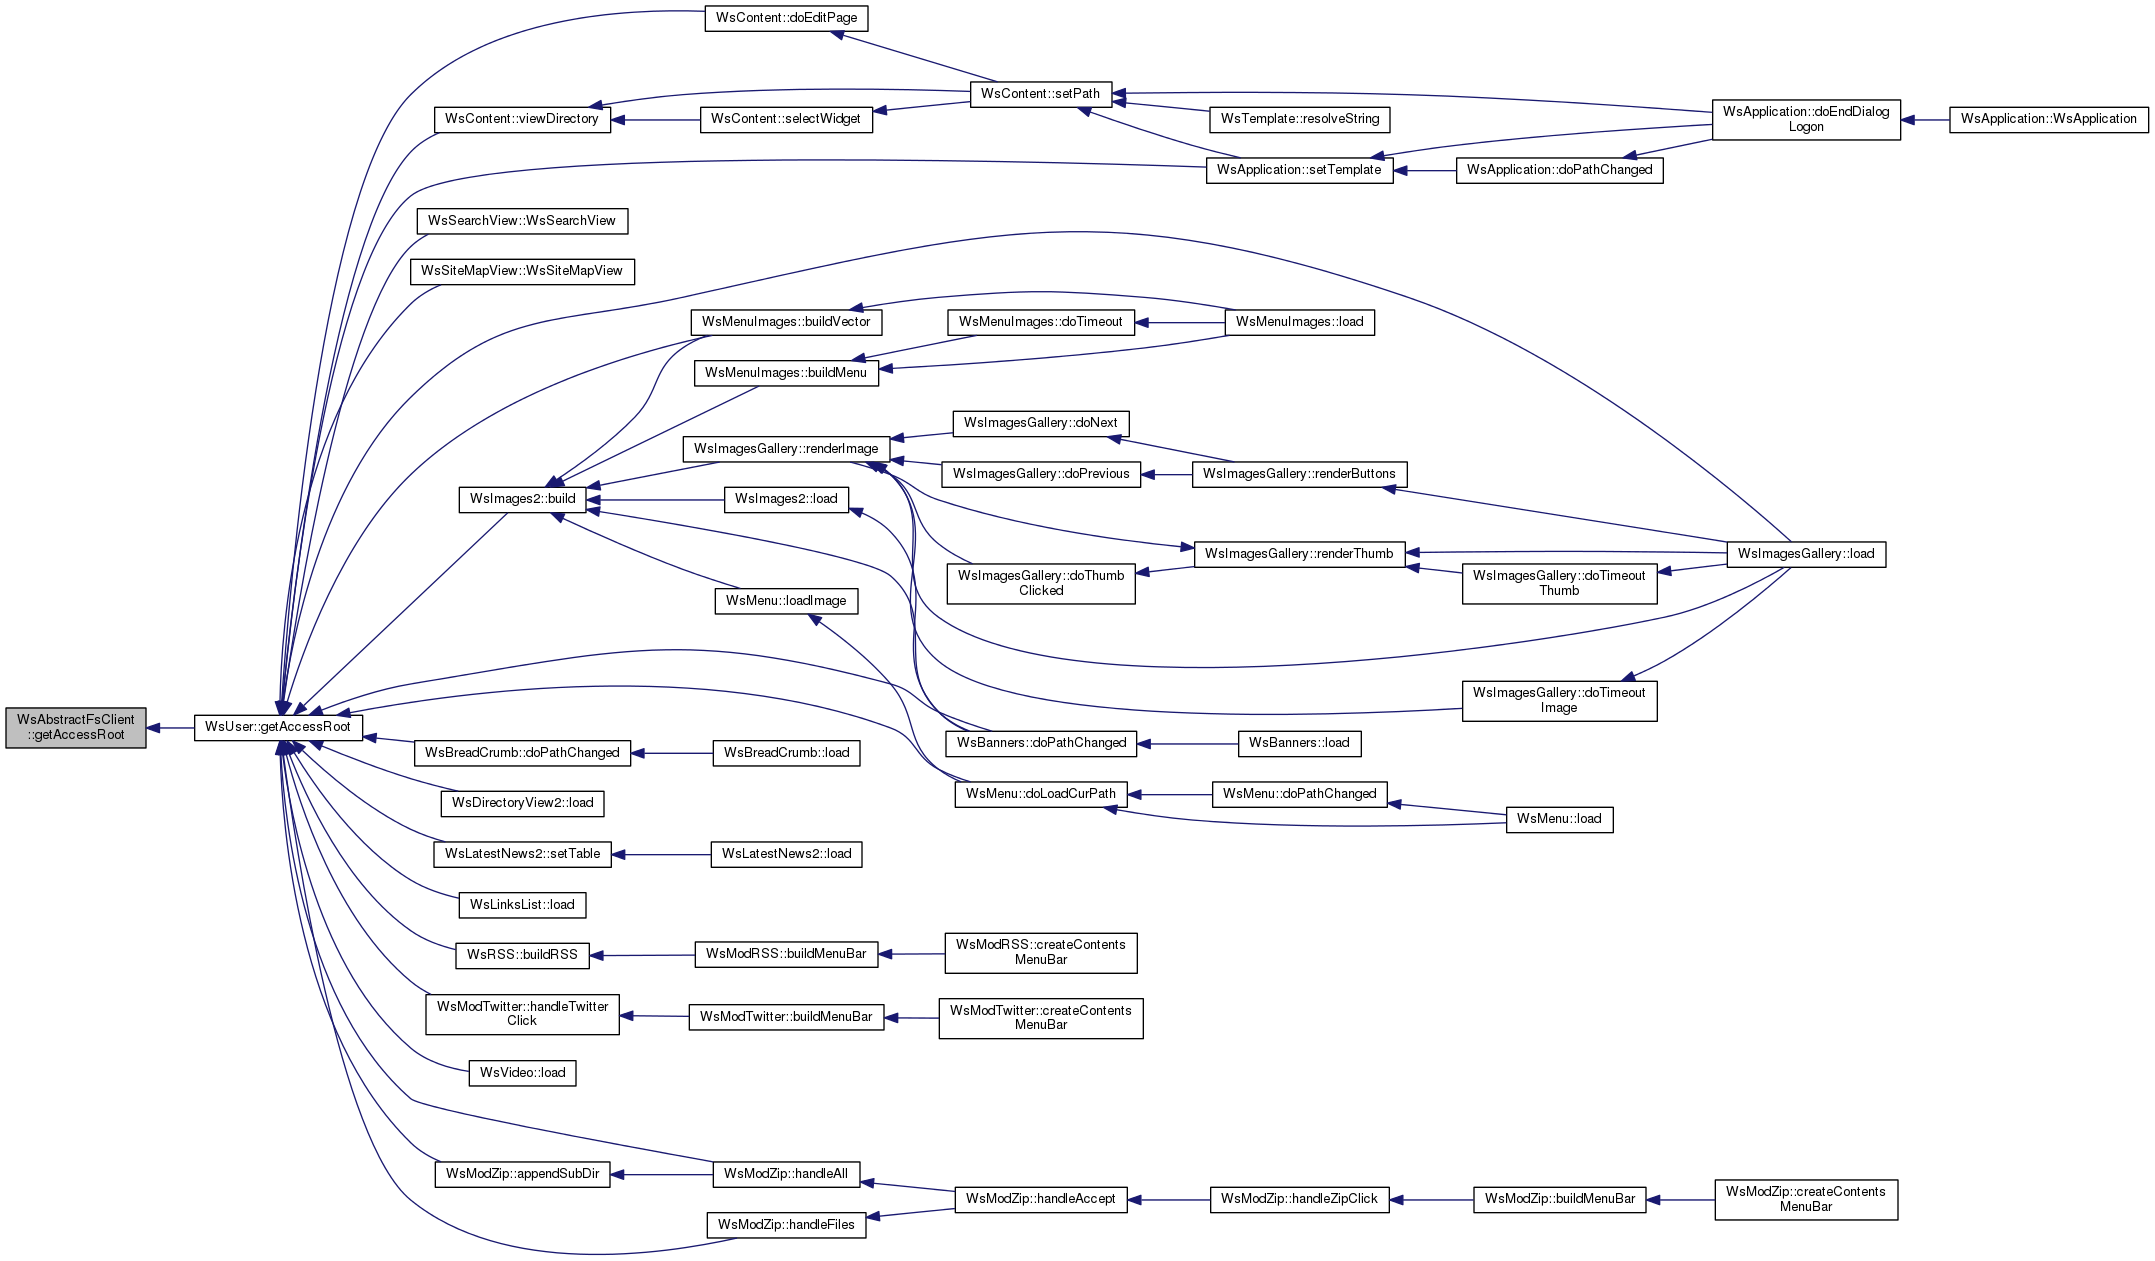 WsContent::doEditPage
WsContent::setPath
WsContent::viewDirectory
WsContent::selectWidget
WsTemplate::resolveString
WsApplication::doEndDialog
Logon
WsApplication::WsApplication
WsApplication::setTemplate
WsApplication::doPathChanged
WsSearchView::WsSearchView
WsSiteMapView::WsSiteMapView
WsMenuImages::buildVector
WsMenuImages::doTimeout
WsMenuImages::load
WsMenuImages::buildMenu
WsImagesGallery::doNext
WsImagesGallery::renderImage
WsImagesGallery::doPrevious
WsImagesGallery::renderButtons
WsImages2::build
WsImages2::load
WsImagesGallery::renderThumb
WsImagesGallery::load
WsImagesGallery::doThumb
Clicked
WsImagesGallery::doTimeout
Thumb
WsMenu::loadImage
WsImagesGallery::doTimeout
Image
WsAbstractFsClient
::getAccessRoot
WsUser::getAccessRoot
WsBanners::doPathChanged
WsBanners::load
WsBreadCrumb::doPathChanged
WsBreadCrumb::load
WsDirectoryView2::load
WsMenu::doLoadCurPath
WsMenu::doPathChanged
WsMenu::load
WsLatestNews2::setTable
WsLatestNews2::load
WsLinksList::load
WsRSS::buildRSS
WsModRSS::buildMenuBar
WsModRSS::createContents
MenuBar
WsModTwitter::handleTwitter
Click
WsModTwitter::buildMenuBar
WsModTwitter::createContents
MenuBar
WsVideo::load
WsModZip::appendSubDir
WsModZip::handleAll
WsModZip::handleAccept
WsModZip::handleZipClick
WsModZip::buildMenuBar
WsModZip::createContents
MenuBar
WsModZip::handleFiles